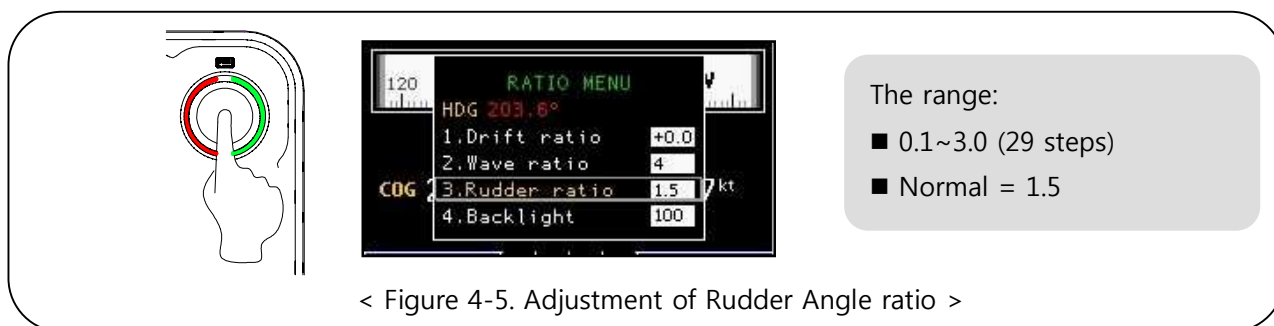 120
RATIO MENU
HDG 203.6°
1.Drift ratio +0.0
2.Wave ratio 4
COG
3.Rudder ratio 1.5
kt
4.Backlight 100
The range:
■ 0.1~3.0 (29 steps)
■ Normal = 1.5
< Figure 4-5. Adjustment of Rudder Angle ratio >